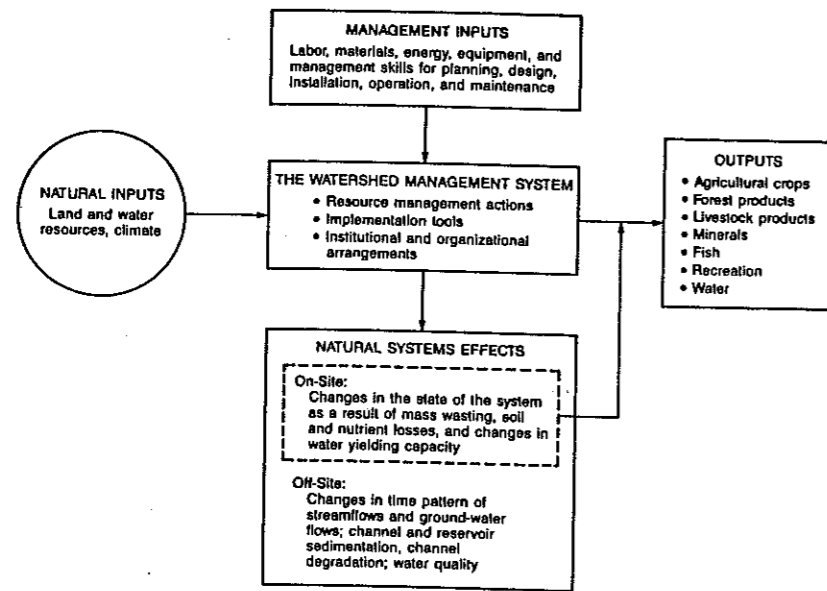 MANAGEMENT INPUTS
Labor, materials, energy, equipment, and
management skills for planning, design,
installation, operation, and maintenance
NATURAL INPUTS
Land and water
resources, climate
THE WATERSHED MANAGEMENT SYSTEM
• Resource management actions
• Implementation tools
• Institutional and organizational
arrangements
OUTPUTS
• Agricultural crops
• Forest products
• Livestock products
• Minerals
• Fish
• Recreation
• Water
NATURAL SYSTEMS EFFECTS
On-Site:
Changes in the state of the system
as a result of mass wasting, soil
and nutrient losses, and changes in
water yielding capacity
Off-Site:
Changes in time pattern of
streamflows and ground-water
flows; channel and reservoir
sedimentation, channel
degradation; water quality